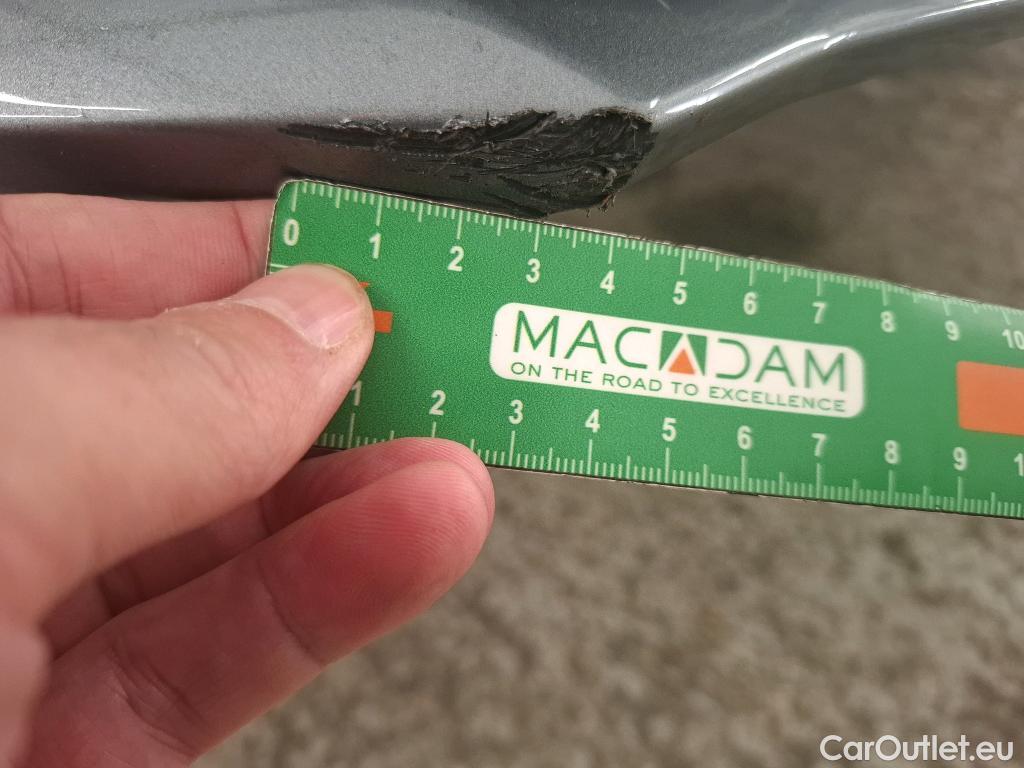 0 1 2 3 4 5 6 7 8 9 10
MACADAM
ON THE ROAD TO EXCELLENCE
1 2 3 4 5 6 7 8 9 1
CarOutlet.eu